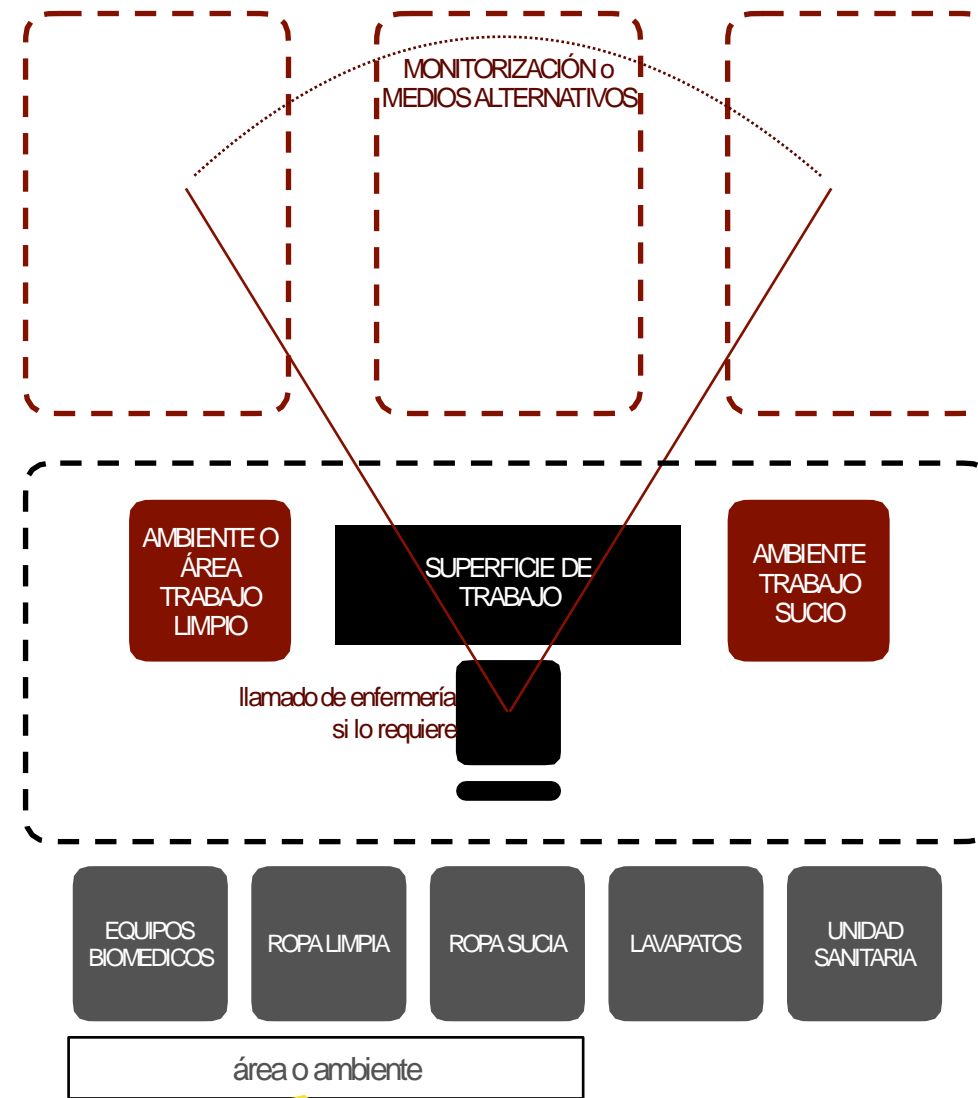 MONITORIZACIÓN o
MEDIOS ALTERNATIVOS
AMBIENTE O
ÁREA
TRABAJO
LIMPIO
SUPERFICIE DE
TRABAJO
AMBIENTE
TRABAJO
SUCIO
llamado de enfermería
si lo requiere
EQUIPOS
BIOMEDICOS
ROPA LIMPIA
ROPA SUCIA
LAVAPATOS
UNIDAD
SANITARIA
área o ambiente